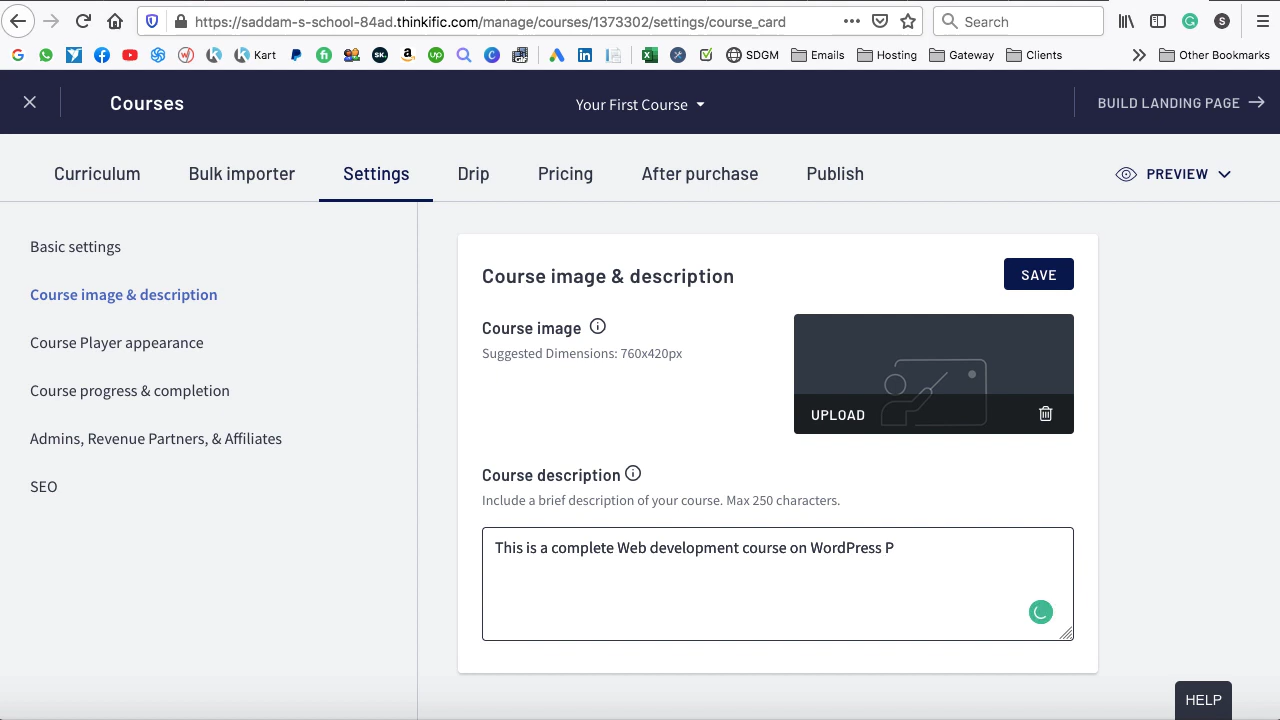 https://saddam-s-school-84ad.thinkific.com/manage/courses/1373302/settings/course_card
Search
Kart
SDGM
Emails
Hosting
Gateway
Clients
Other Bookmarks
Courses
Your First Course
BUILD LANDING PAGE
Curriculum
Bulk importer
Settings
Drip
Pricing
After purchase
Publish
PREVIEW
Basic settings
Course image & description
Course Player appearance
Course progress & completion
Admins, Revenue Partners, & Affiliates
SEO
Course image & description
SAVE
Course image
Suggested Dimensions: 760x420px
UPLOAD
Course description
Include a brief description of your course. Max 250 characters.
This is a complete Web development course on WordPress P
HELP